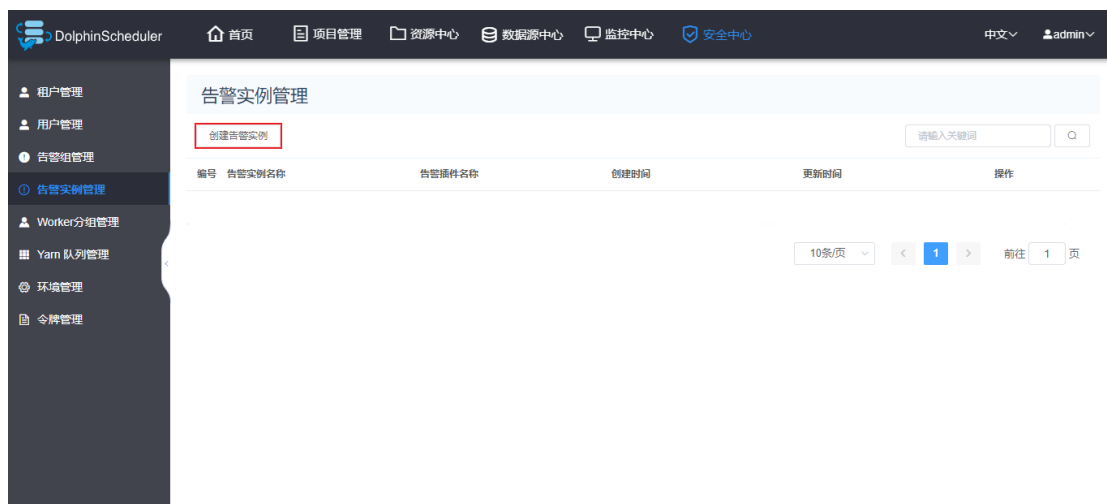 DolphinScheduler 首页 项目管理 资源中心 数据源中心 监控中心 安全中心 中文 admin
租户管理
用户管理
告警组管理
告警实例管理
Worker分组管理
Yarn 队列管理
环境管理
令牌管理
告警实例管理
创建告警实例 请输入关键词
编号 告警实例名称 告警插件名称 创建时间 更新时间 操作
10条/页 < 1 > 前往 1 页